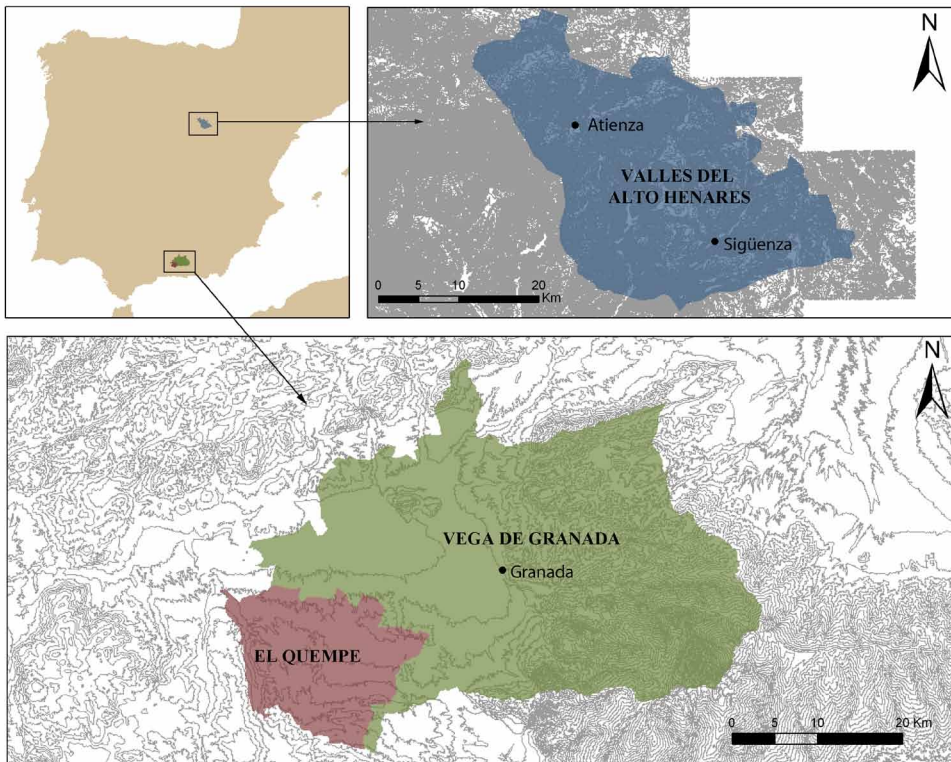 N
Atienza
VALLES DEL
ALTO HENARES
Sigüenza
0 5 10 20
Km
N
VEGA DE GRANADA
Granada
EL QUEMPE
0 5 10 20 Km